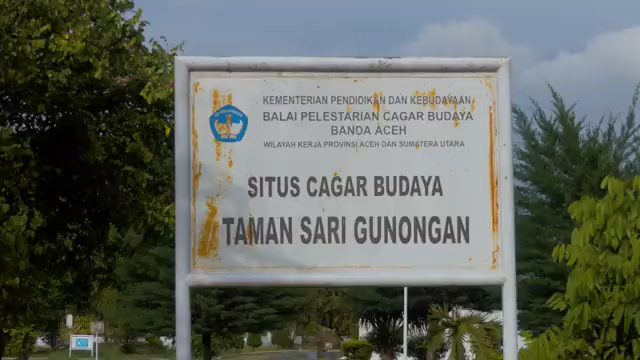 KEMENTERIAN PENDIDIKAN DAN KEBUDAYAAN
BALAI PELESTARIAN CAGAR BUDAYA
BANDA ACEH
WILAYAH KERJA PROVINSI ACEH DAN SUMATERA UTARA
SITUS CAGAR BUDAYA
TAMAN SARI GUNONGAN